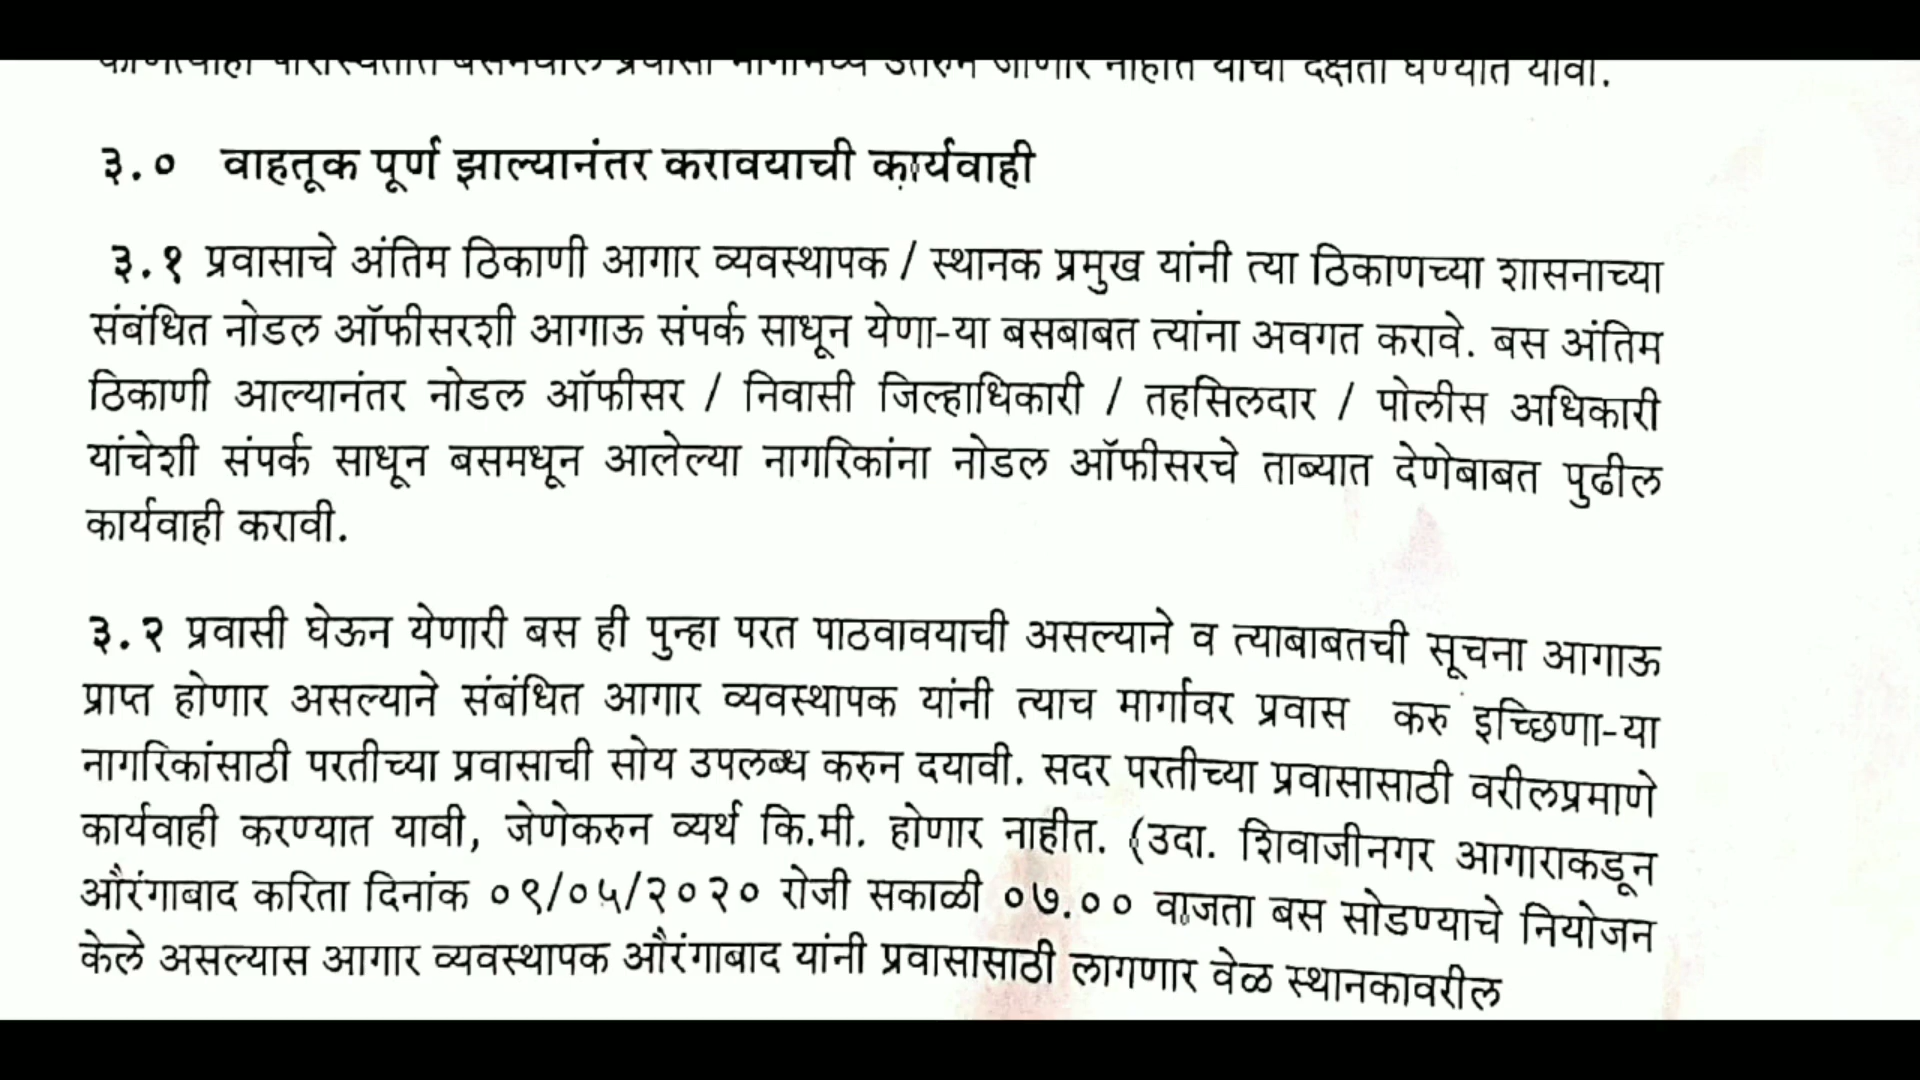 कोणत्याही परिस्थितीत बसमधील प्रवासी मार्गामध्ये उतरुन जाणार नाहीत याची दक्षता घेण्यात यावी.
३.० वाहतूक पूर्ण झाल्यानंतर करावयाची कार्यवाही
३.१ प्रवासाचे अंतिम ठिकाणी आगार व्यवस्थापक / स्थानक प्रमुख यांनी त्या ठिकाणच्या शासनाच्या
संबंधित नोडल ऑफीसरशी आगाऊ संपर्क साधून येणा-या बसबाबत त्यांना अवगत करावे. बस अंतिम
ठिकाणी आल्यानंतर नोडल ऑफीसर / निवासी जिल्हाधिकारी / तहसिलदार / पोलीस अधिकारी
यांचेशी संपर्क साधून बसमधून आलेल्या नागरिकांना नोडल ऑफीसरचे ताब्यात देणेबाबत पुढील
कार्यवाही करावी.
३.२ प्रवासी घेऊन येणारी बस ही पुन्हा परत पाठवावयाची असल्याने व त्याबाबतची सूचना आगाऊ
प्राप्त होणार असल्याने संबंधित आगार व्यवस्थापक यांनी त्याच मार्गावर प्रवास करु इच्छिणा-या
नागरिकांसाठी परतीच्या प्रवासाची सोय उपलब्ध करुन दयावी. सदर परतीच्या प्रवासासाठी वरीलप्रमाणे
कार्यवाही करण्यात यावी, जेणेकरुन व्यर्थ कि.मी. होणार नाहीत. (उदा. शिवाजीनगर आगाराकडून
औरंगाबाद करिता दिनांक ०९/०५/२०२० रोजी सकाळी ०७.०० वाजता बस सोडण्याचे नियोजन
केले असल्यास आगार व्यवस्थापक औरंगाबाद यांनी प्रवासासाठी लागणार वेळ स्थानकावरील